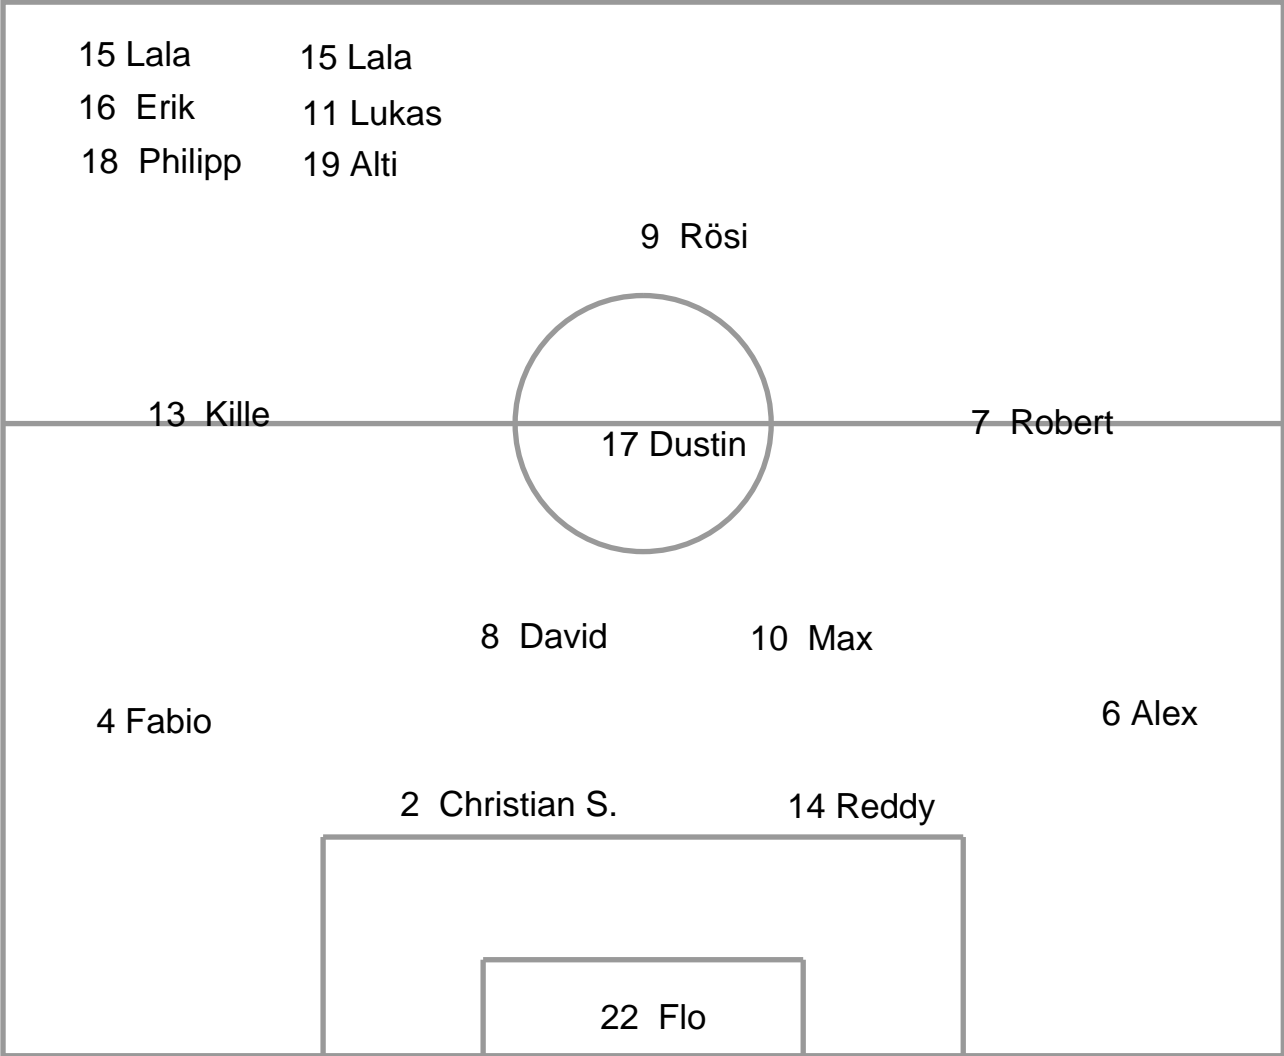 15 Lala
15 Lala
16 Erik
11 Lukas
18 Philipp
19 Alti
9 Rösi
13 Kille
7 Robert
17 Dustin
8 David
10 Max
4 Fabio
6 Alex
2 Christian S.
14 Reddy
22 Flo